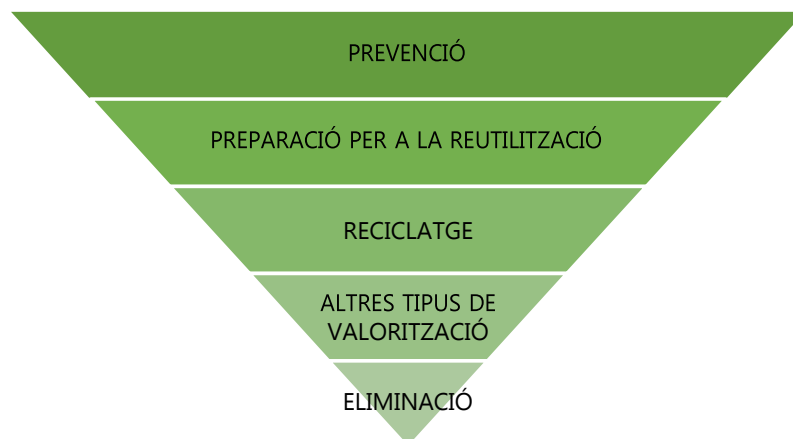 PREVENCIÓ
PREPARACIÓ PER A LA REUTILITZACIÓ
RECICLATGE
ALTRES TIPUS DE
VALORITZACIÓ
ELIMINACIÓ